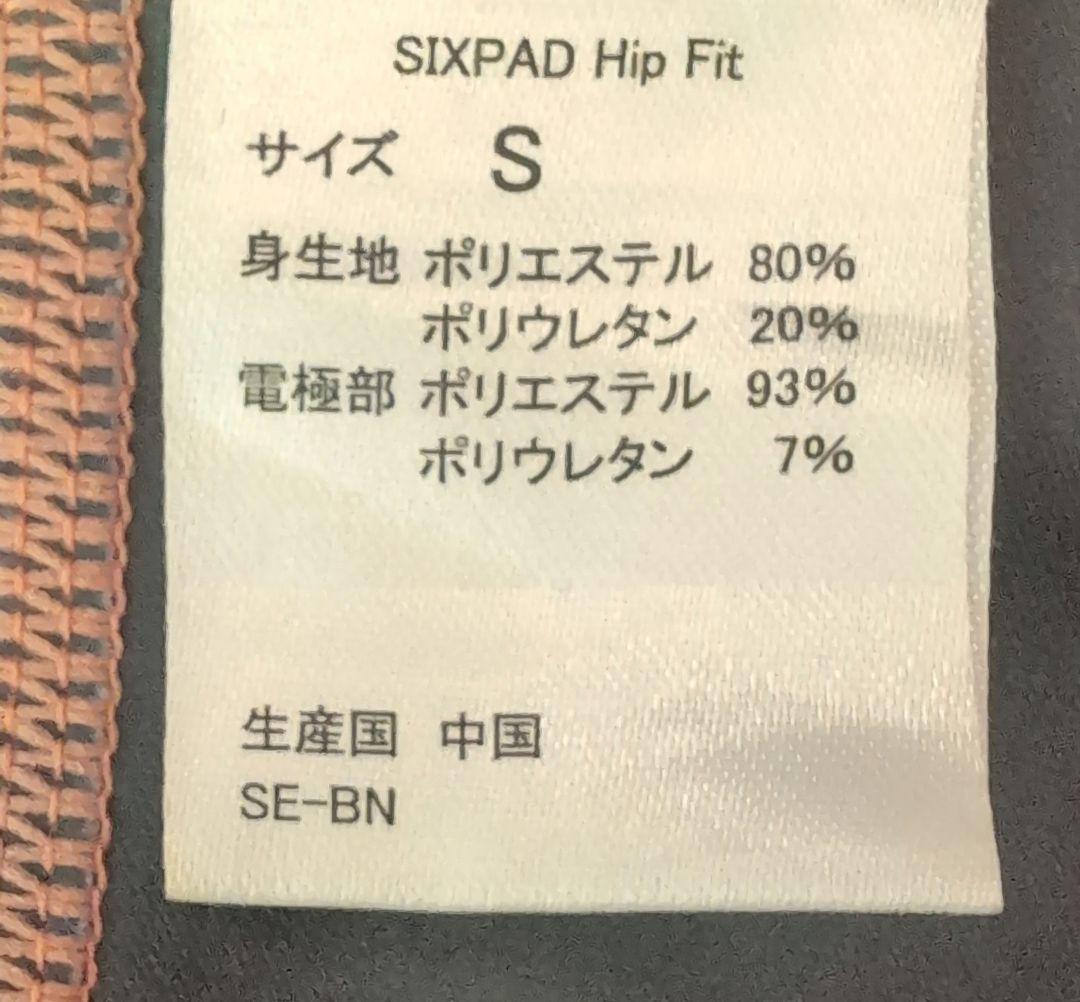 SIXPAD Hip Fit
サイズ S
身生地 ポリエステル 80%
ポリウレタン 20%
電極部 ポリエステル 93%
ポリウレタン 7%
生産国 中国
SE-BN